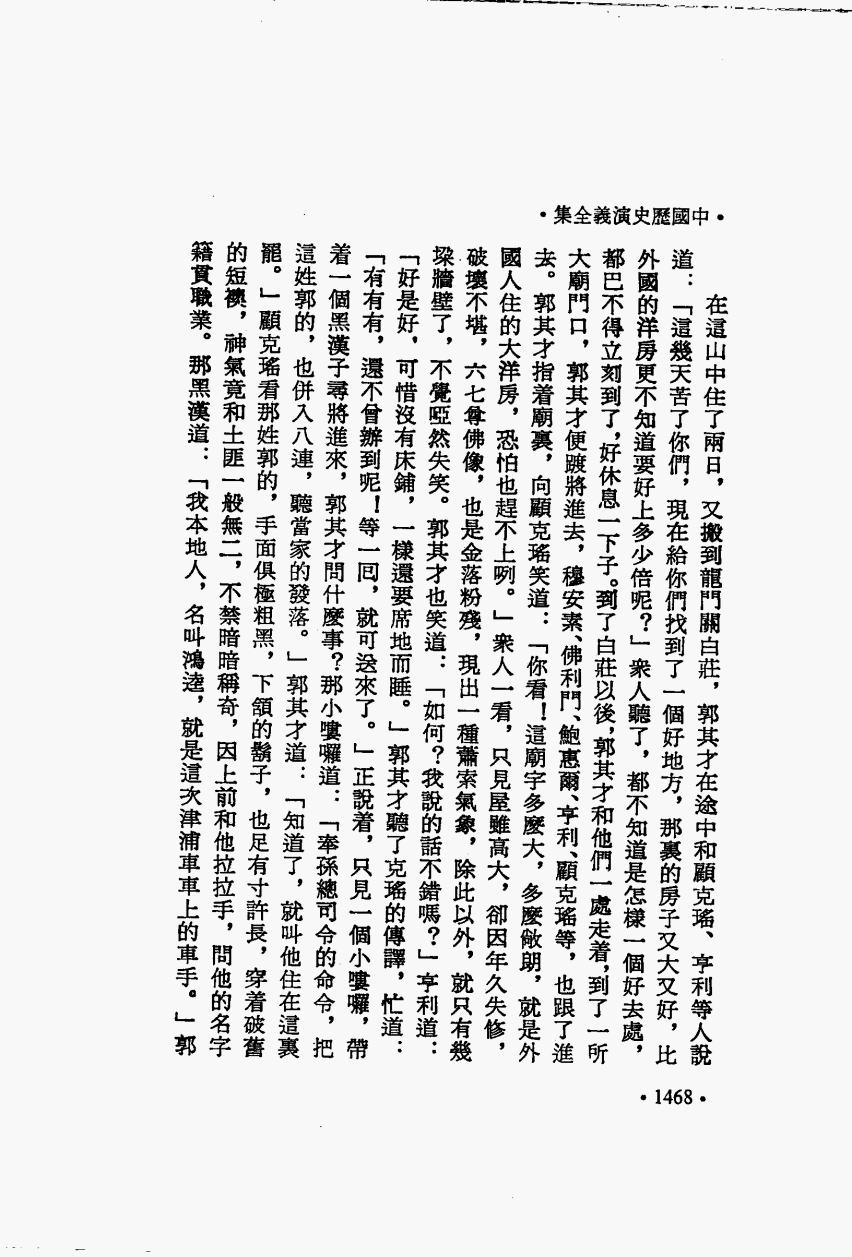 •中國歷史演義全集•
在這山中住了兩日，又搬到龍門關白莊，郭其才在途中和顧克瑤、亨利等人說
道：「這幾天苦了你們，現在給你們找到了一個好地方，那裏的房子又大又好，比
外國的洋房更不知道要好上多少倍呢？」衆人聽了，都不知道是怎樣一個好去處，
都巴不得立刻到了，好休息一下子。到了白莊以後，郭其才和他們一處走着，到了一所
大廟門口，郭其才便踱將進去，穆安素、佛利門、鮑惠爾、亨利、顧克瑤等，也跟了進
去。郭其才指着廟裏，向顧克瑤笑道：「你看！這廟宇多麼大，多麼敞朗，就是外
國人住的大洋房，恐怕也趕不上咧。」衆人一看，只見屋雖高大，卻因年久失修，
破壞不堪，六七尊佛像，也是金落粉殘，現出一種蕭索氣象，除此以外，就只有幾
垜牆壁了，不覺啞然失笑。郭其才也笑道：「如何？我說的話不錯嗎？」亨利道：
「好是好，可惜沒有床鋪，一樣還要席地而睡。」郭其才聽了克瑤的傳譯，忙道：
「有有有，還不曾辦到呢！等一囘，就可送來了。」正說着，只見一個小嘍囉，帶
着一個黑漢子尋將進來，郭其才問什麼事？那小嘍囉道：「奉孫總司令的命令，把
這姓郭的，也併入八連，聽當家的發落。」郭其才道：「知道了，就叫他住在這裏
罷。」顧克瑤看那姓郭的，手面俱極粗黑，下頷的鬍子，也足有寸許長，穿着破舊
的短襖，神氣竟和土匪一般無二，不禁暗暗稱奇，因上前和他拉拉手，問他的名字
籍貫職業。那黑漢道：「我本地人，名叫鴻逵，就是這次津浦車車上的車手。」郭
•1468•